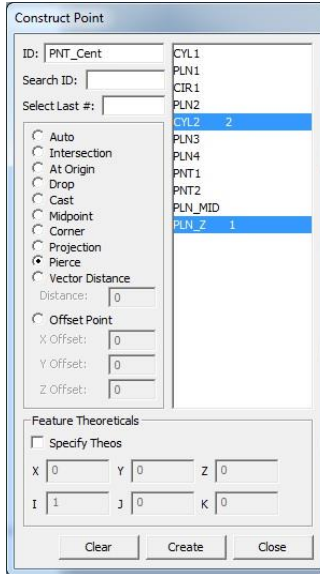 Construct Point
ID: PNT_Cent
Search ID:
Select Last #:
Auto
Intersection
At Origin
Drop
Cast
Midpoint
Corner
Projection
Pierce
Vector Distance
Distance: 0
Offset Point
X Offset: 0
Y Offset: 0
Z Offset: 0
CYL1
PLN1
CIR1
PLN2
CYL2 2
PLN3
PLN4
PNT1
PNT2
PLN_MID
PLN_Z 1
Feature Theoreticals
Specify Theos
X 0 Y 0 Z 0
I 1 J 0 K 0
Clear Create Close